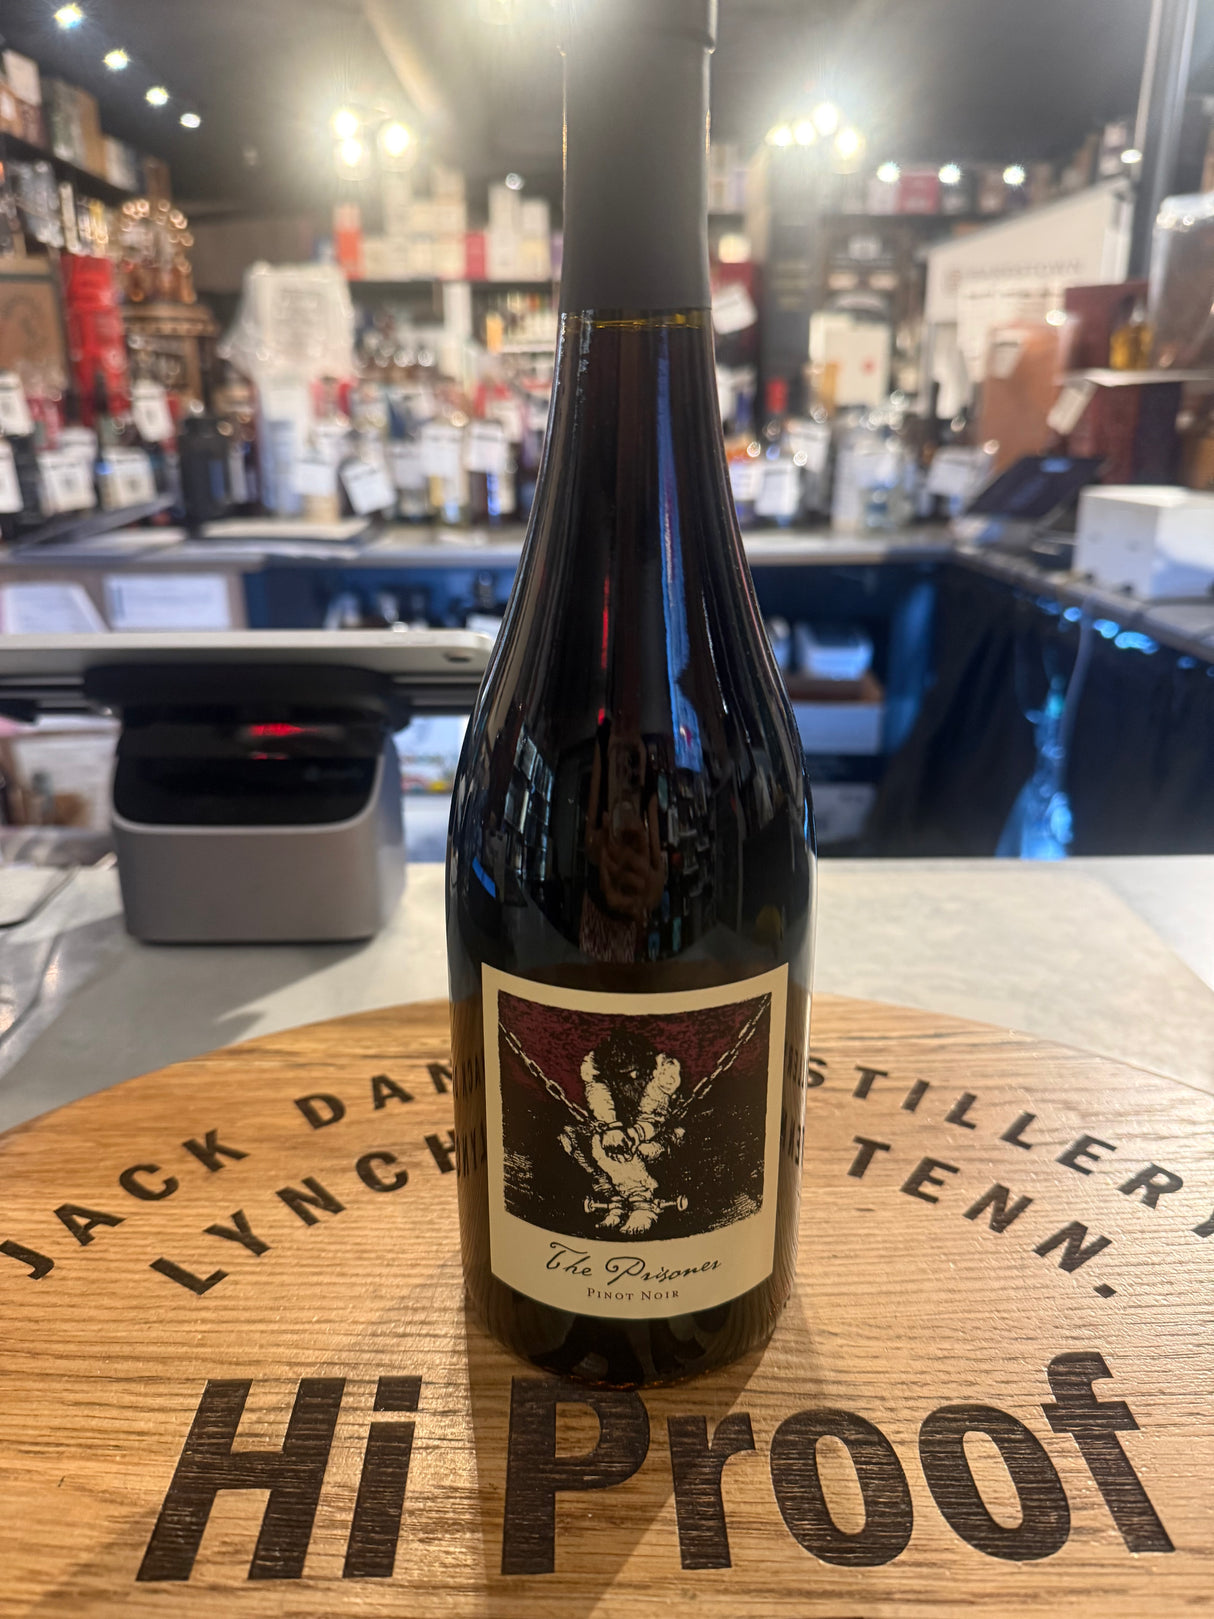 JACK DAN
STILLERY
LYNCH
TENN.
The Prisoner
PINOT NOIR
Hi Proof